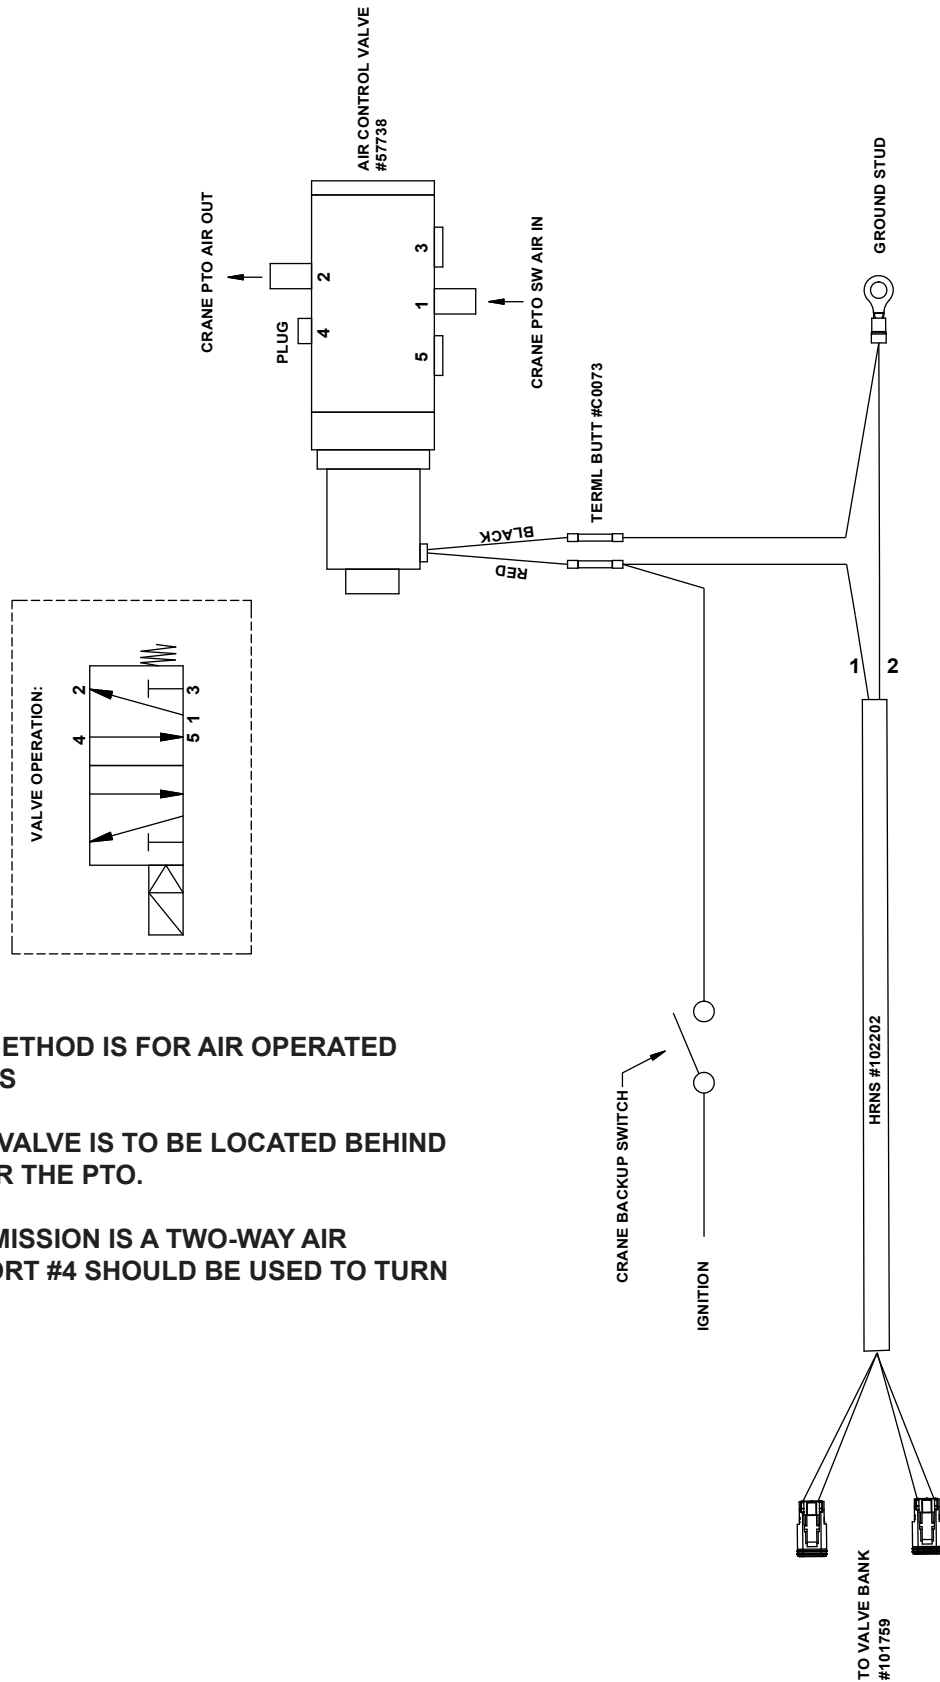 AIR CONTROL VALVE
#57738
CRANE PTO AIR OUT
PLUG
2
4
3
1
5
CRANE PTO SW AIR IN
TERML BUTT #C0073
GROUND STUD
BLACK
RED
VALVE OPERATION:
2
4
3
1
5
1
2
ETHOD IS FOR AIR OPERATED
S
VALVE IS TO BE LOCATED BEHIND
R THE PTO.
MISSION IS A TWO-WAY AIR
ORT #4 SHOULD BE USED TO TURN
CRANE BACKUP SWITCH
IGNITION
HRNS #102202
TO VALVE BANK
#101759